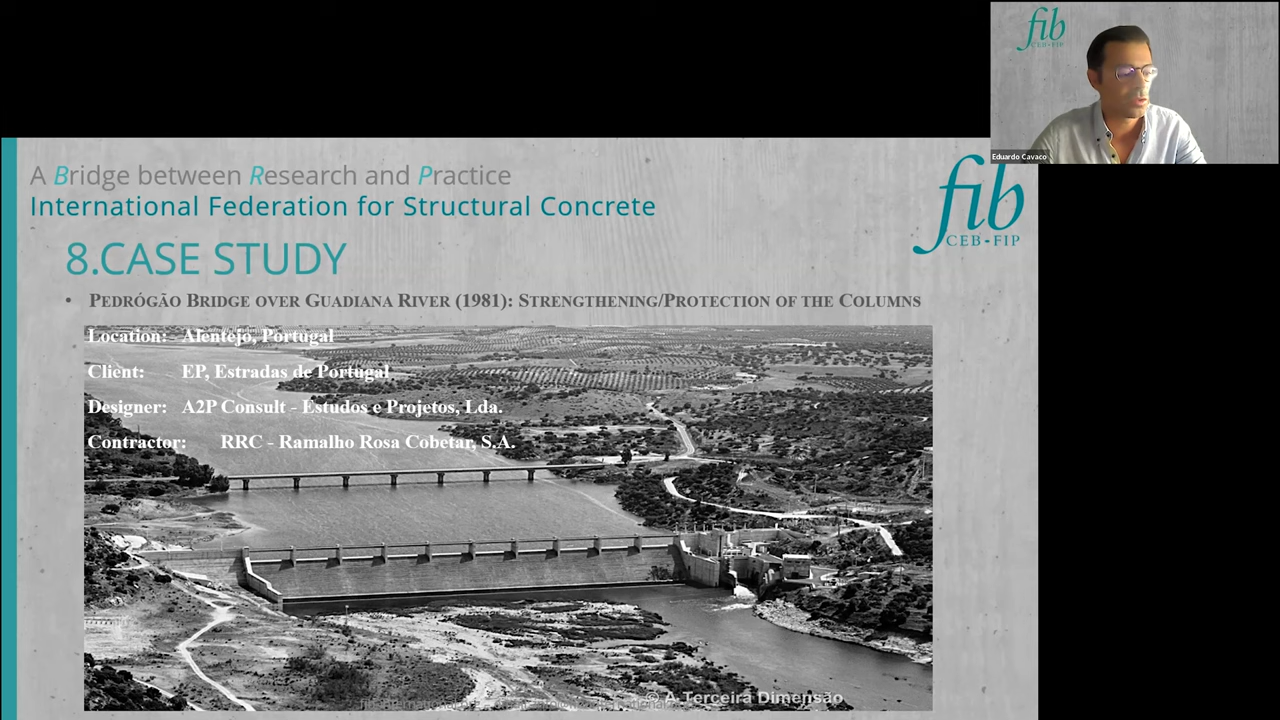 fib
CEB-FIP
Eduardo Cavaco
A Bridge between Research and Practice
International Federation for Structural Concrete
fib
CEB-FIP
8.CASE STUDY
• PEDRÓGÃO BRIDGE OVER GUADIANA RIVER (1981): STRENGTHENING/PROTECTION OF THE COLUMNS
Location: Alentejo, Portugal
Client: EP, Estradas de Portugal
Designer: A2P Consult - Estudos e Projetos, Lda.
Contractor: RRC - Ramalho Rosa Cobetar, S.A.
© A Terceira Dimensão